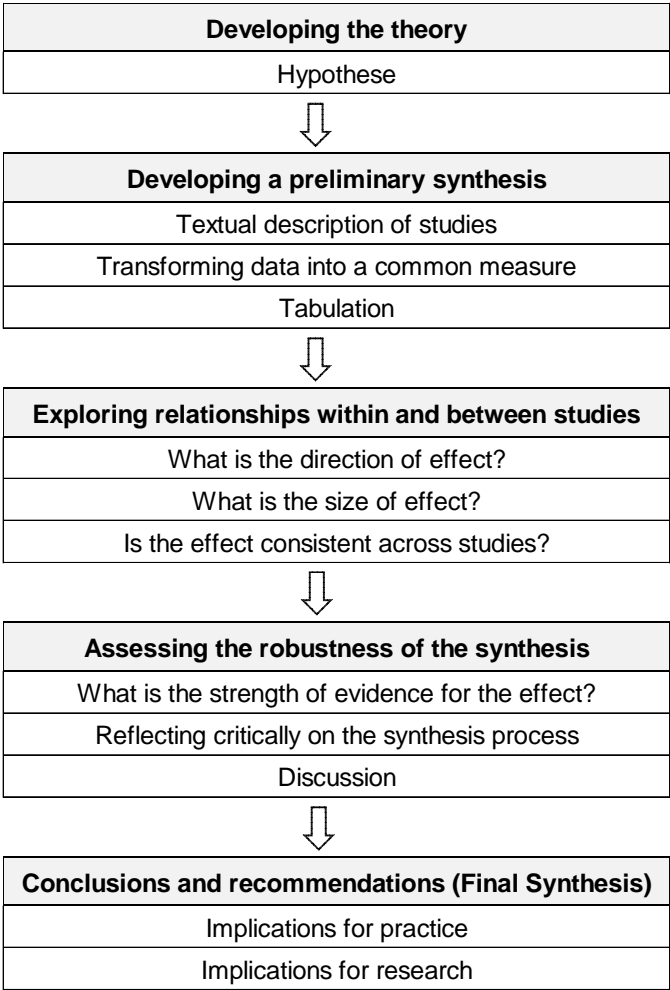 Developing the theory
Hypothese
Developing a preliminary synthesis
Textual description of studies
Transforming data into a common measure
Tabulation
Exploring relationships within and between studies
What is the direction of effect?
What is the size of effect?
Is the effect consistent across studies?
Assessing the robustness of the synthesis
What is the strength of evidence for the effect?
Reflecting critically on the synthesis process
Discussion
Conclusions and recommendations (Final Synthesis)
Implications for practice
Implications for research